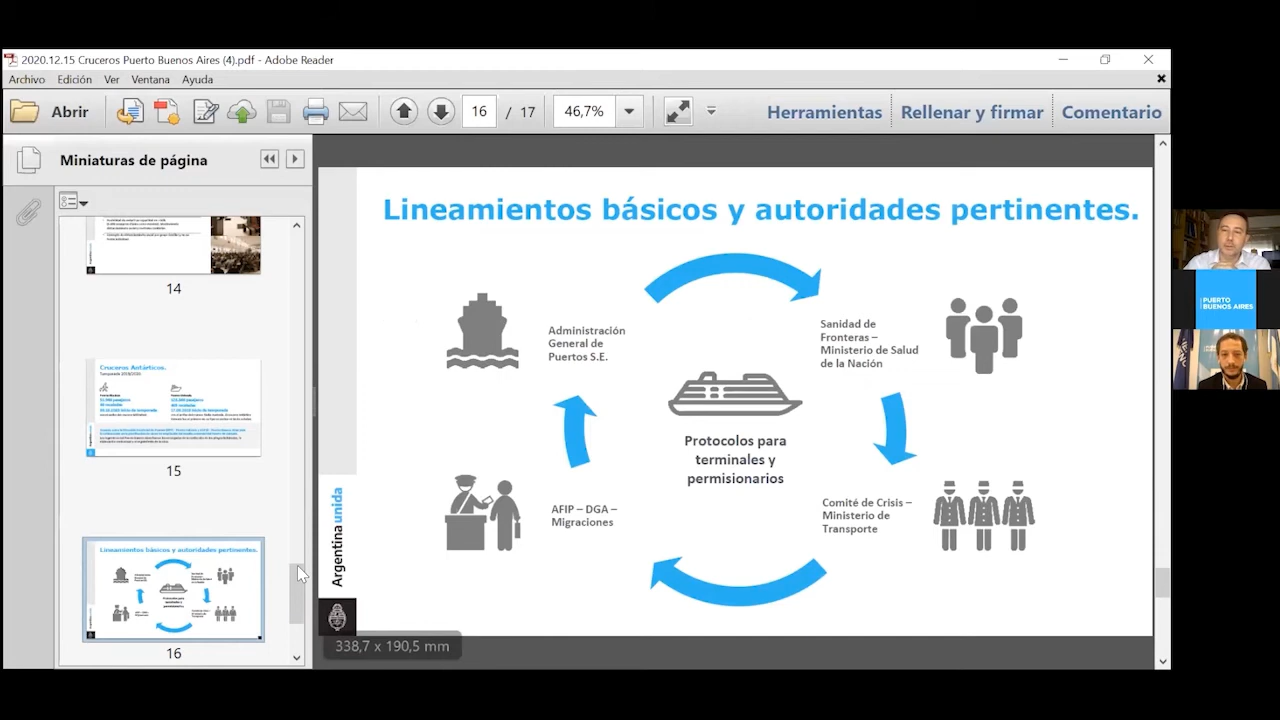 2020.12.15 Cruceros Puerto Buenos Aires (4).pdf - Adobe Reader
Archivo Edición Ver Ventana Ayuda
Abrir
16 / 17
46,7%
Herramientas
Rellenar y firmar
Comentario
Miniaturas de página
14
Cruceros Antárticos.
15
Lineamientos básicos y autoridades pertinentes.
16
Lineamientos básicos y autoridades pertinentes.
Administración
General de
Puertos S.E.
Sanidad de
Fronteras –
Ministerio de Salud
de la Nación
Protocolos para
terminales y
permisionarios
AFIP – DGA –
Migraciones
Comité de Crisis –
Ministerio de
Transporte
Argentina unida
338,7 x 190,5 mm
PUERTO
BUENOS AIRES